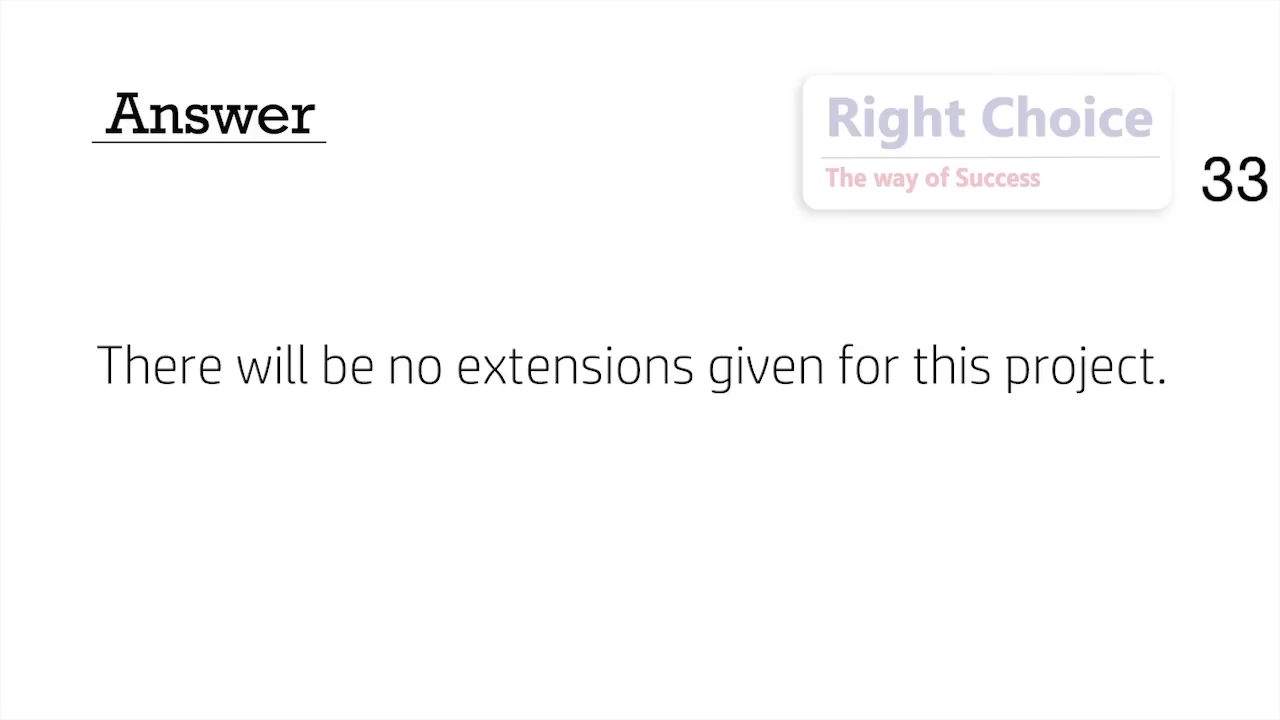 Answer
Right Choice
The way of Success
33
There will be no extensions given for this project.